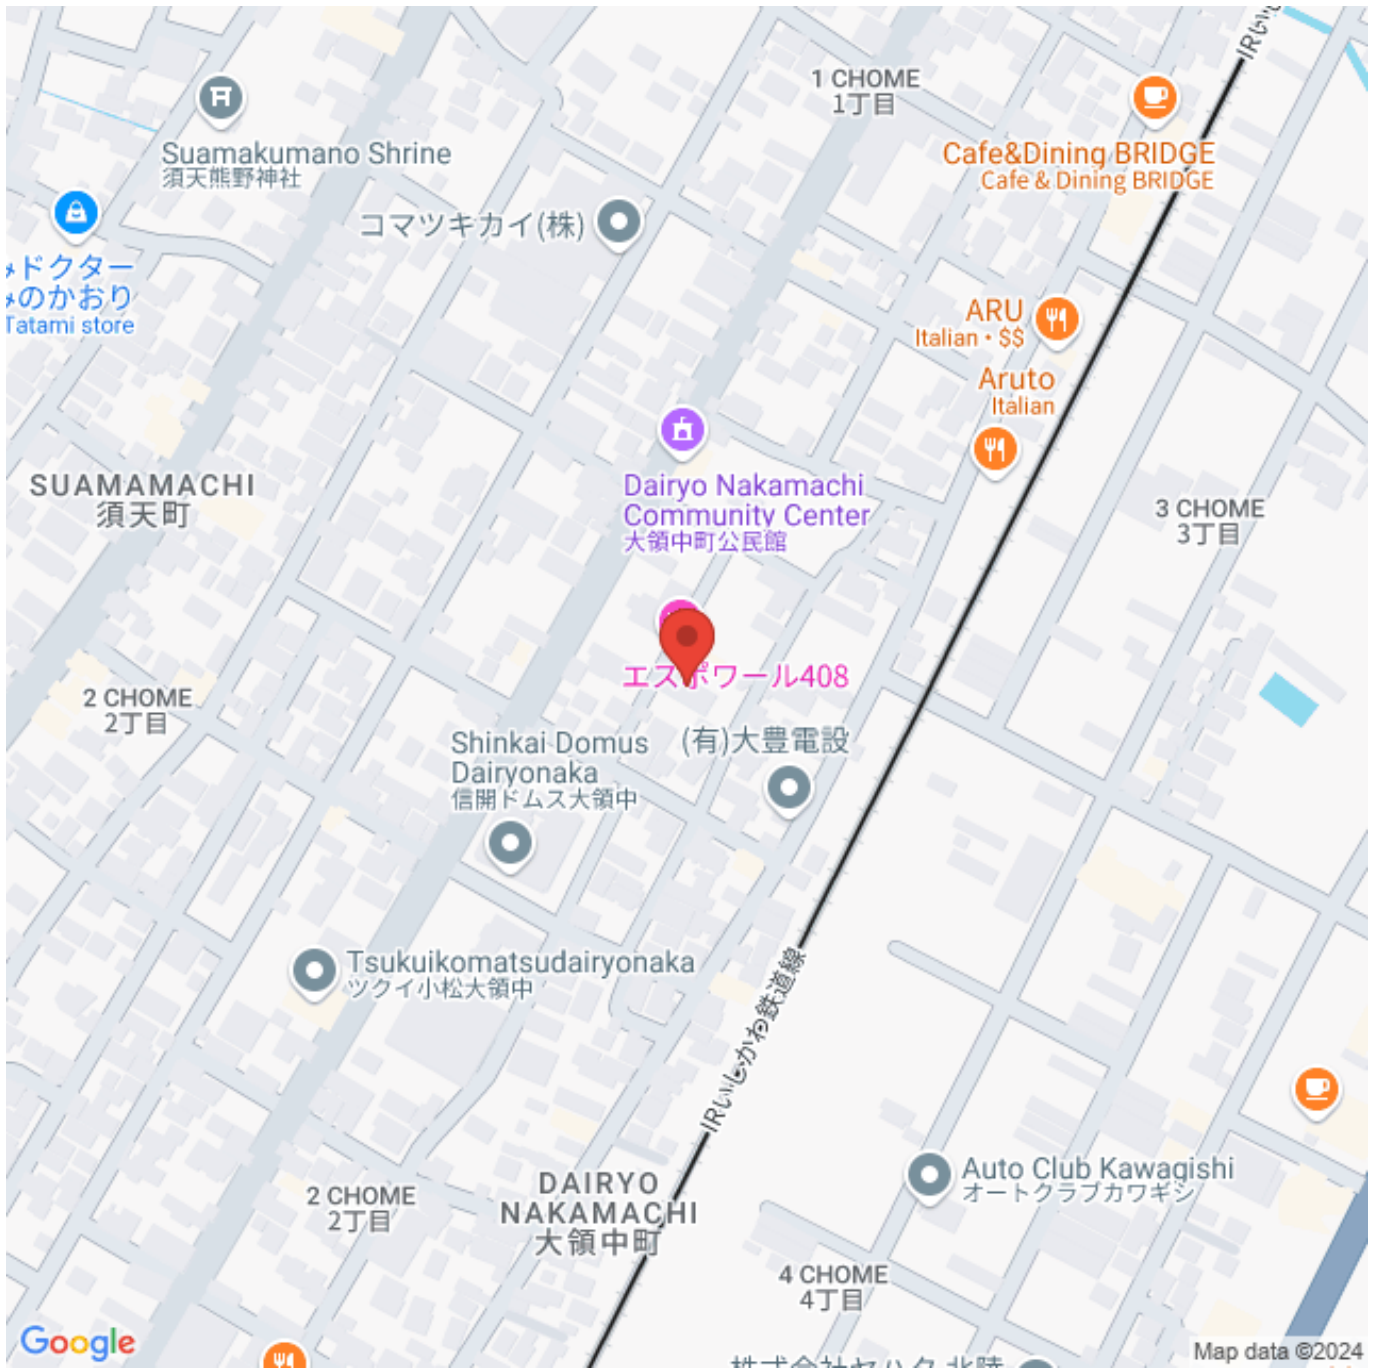 IRいし
1 CHOME
1丁目
Suamakumano Shrine
須天熊野神社
Cafe&Dining BRIDGE
Cafe & Dining BRIDGE
コマツキカイ(株)
ドクター
のかおり
Tatami store
ARU
Italian • $$
Aruto
Italian
SUAMAMACHI
須天町
Dairyo Nakamachi
Community Center
大領中町公民館
3 CHOME
3丁目
エスポワール408
2 CHOME
2丁目
Shinkai Domus
Dairyonaka
信開ドムス大領中
(有)大豊電設
Tsukuikomatsudairyonaka
ツクイ小松大領中
IRいしかわ鉄道線
Auto Club Kawagishi
オートクラブカワギシ
DAIRYO
NAKAMACHI
大領中町
2 CHOME
2丁目
4 CHOME
4丁目
Google
Map data ©2024